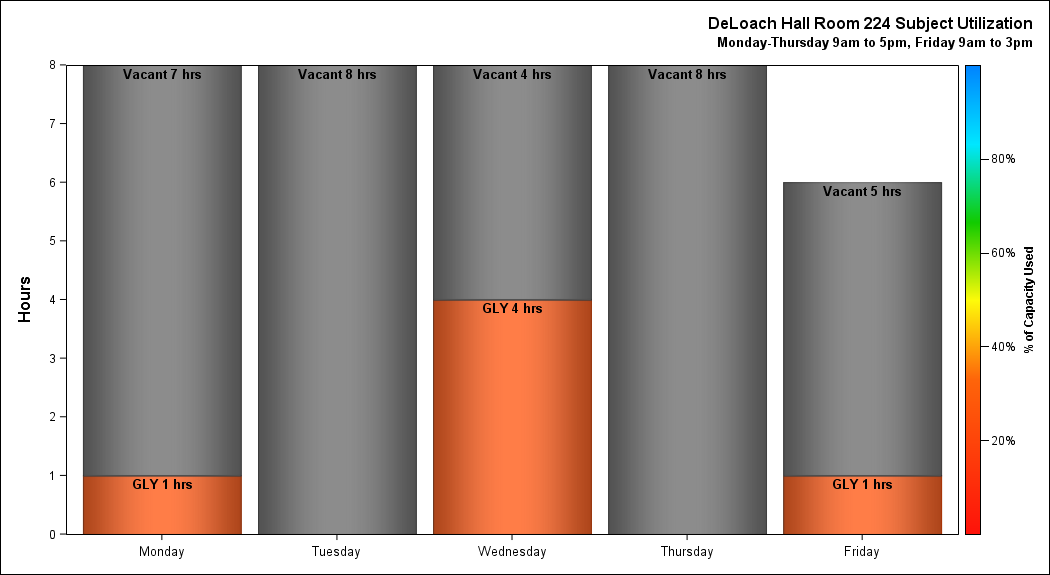 DeLoach Hall Room 224 Subject Utilization
Monday-Thursday 9am to 5pm, Friday 9am to 3pm
Hours
8
7
6
5
4
3
2
1
0
Vacant 7 hrs
GLY 1 hrs
Vacant 8 hrs
Vacant 4 hrs
GLY 4 hrs
Vacant 8 hrs
Vacant 5 hrs
GLY 1 hrs
Monday
Tuesday
Wednesday
Thursday
Friday
80%
60%
40%
20%
% of Capacity Used